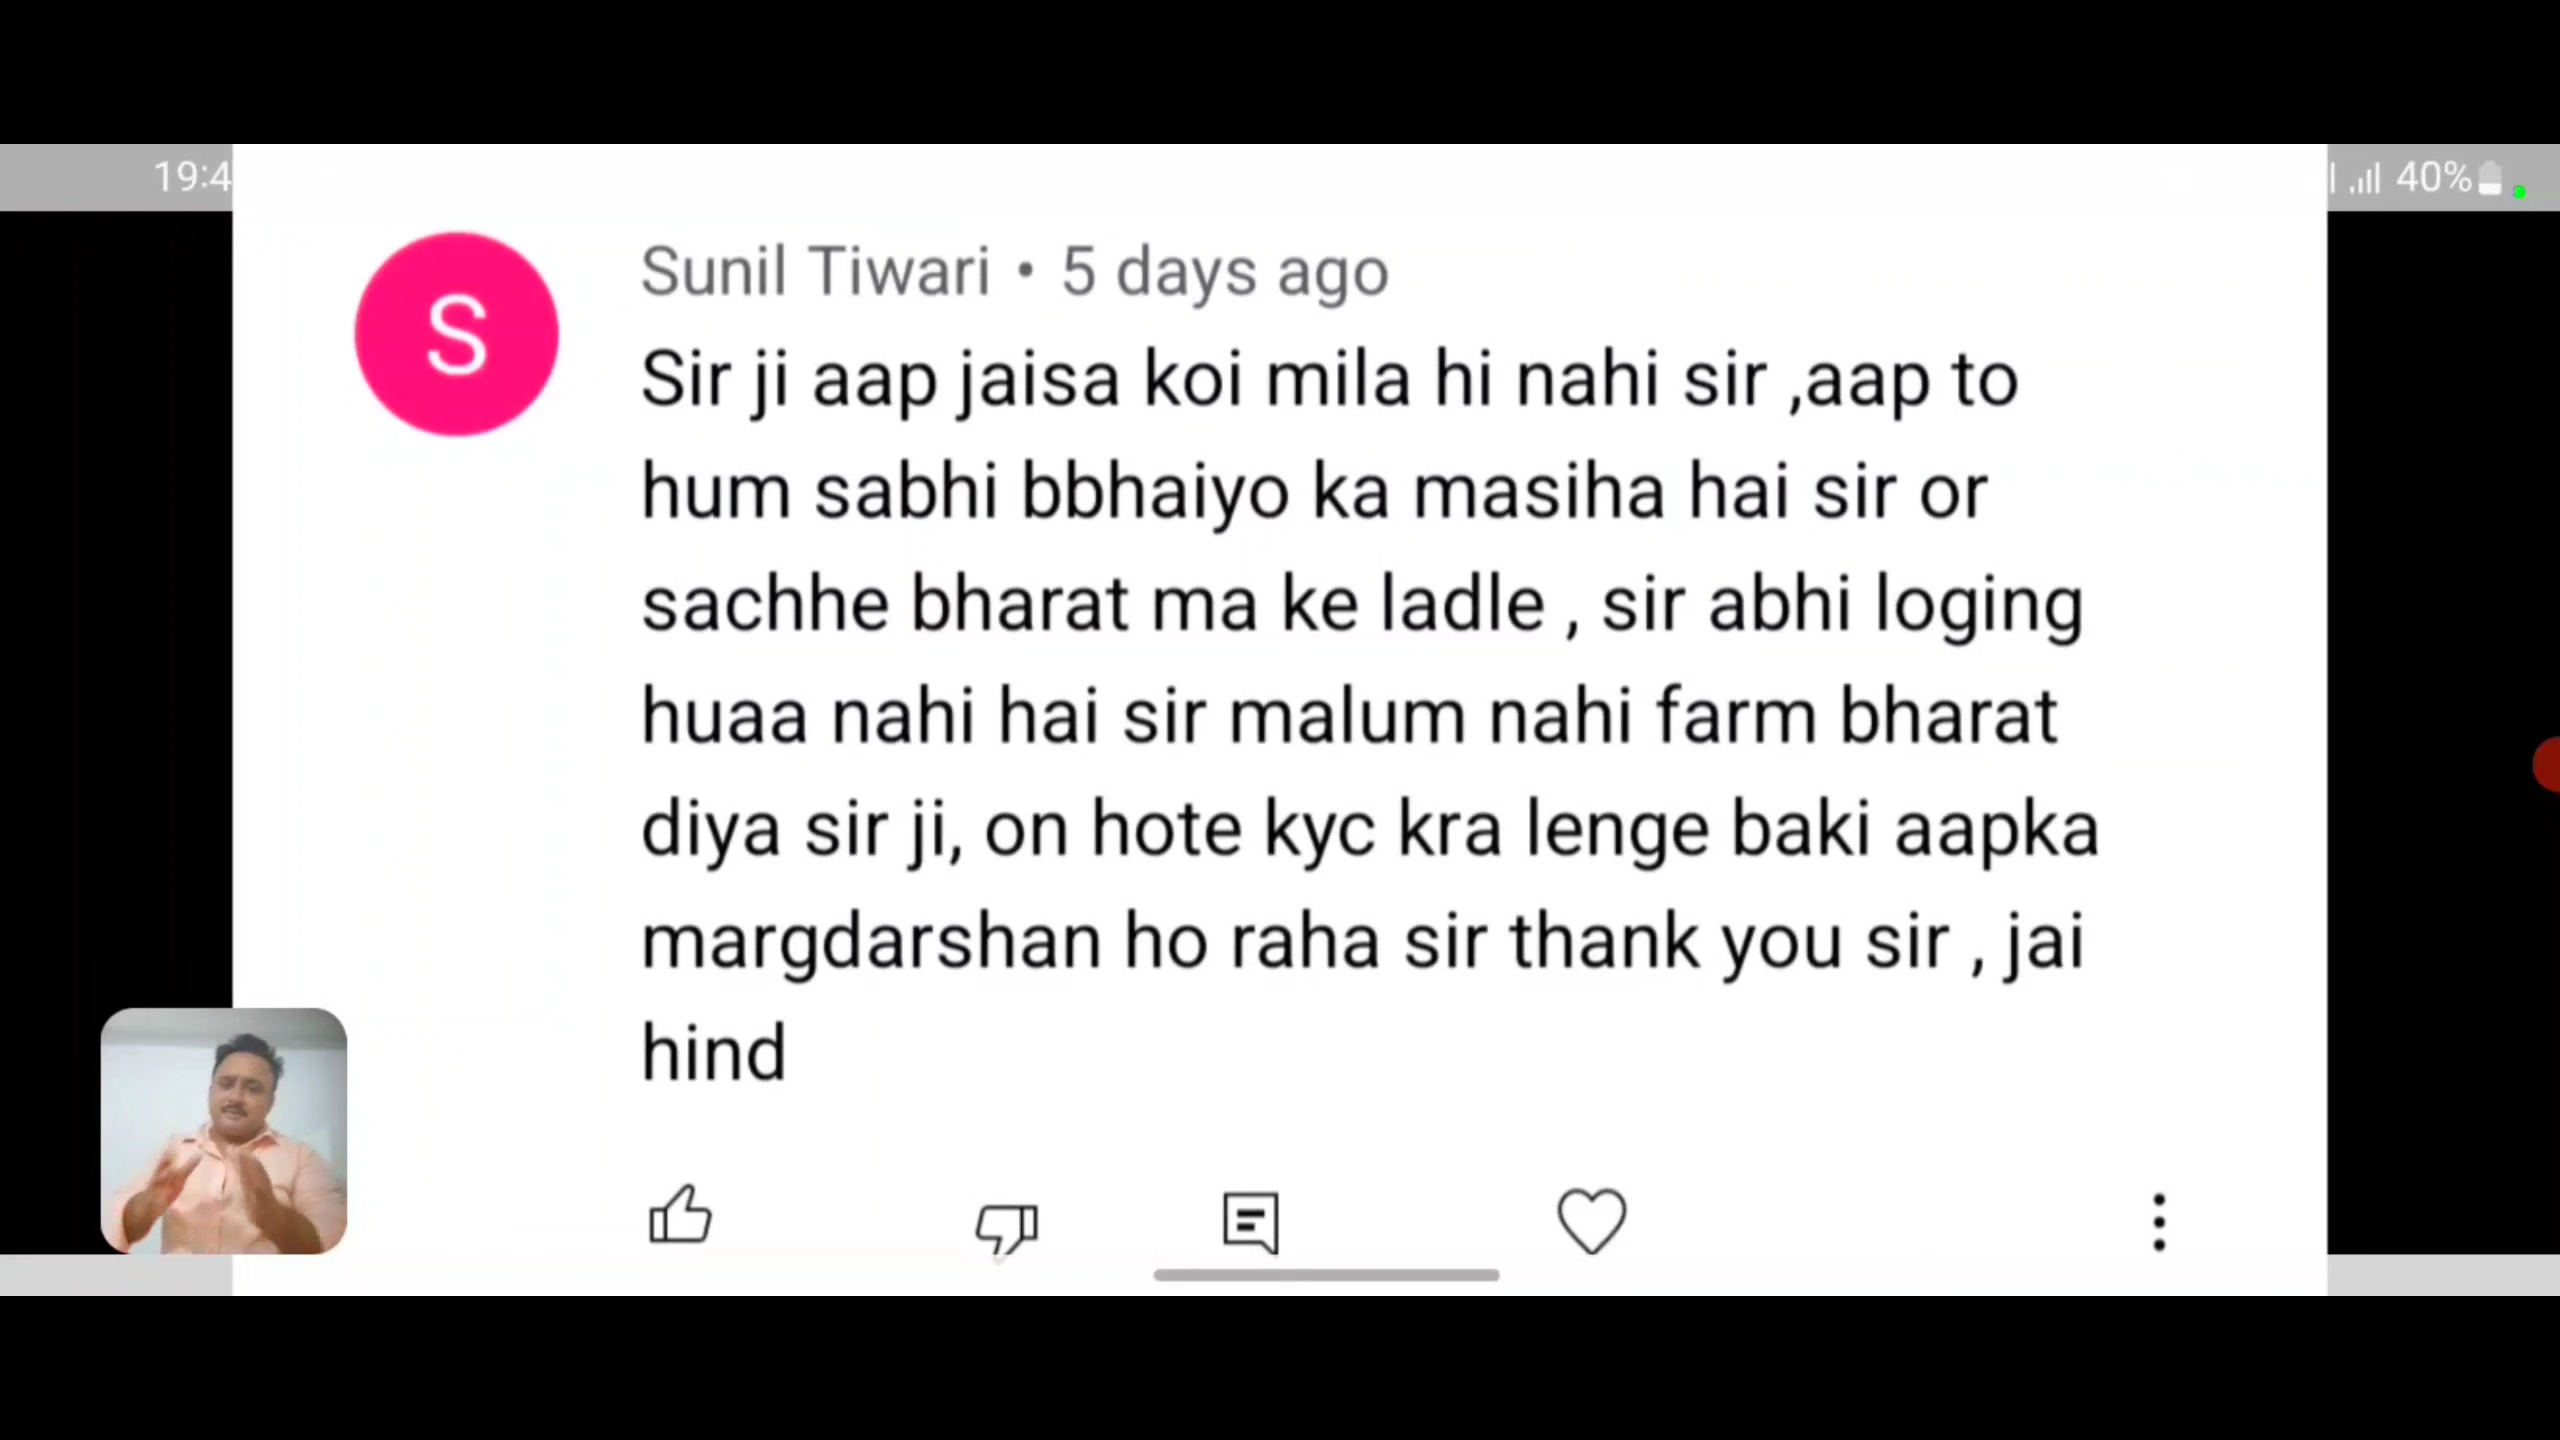 19:4
40%
S
Sunil Tiwari • 5 days ago
Sir ji aap jaisa koi mila hi nahi sir ,aap to
hum sabhi bbhaiyo ka masiha hai sir or
sachhe bharat ma ke ladle , sir abhi loging
huaa nahi hai sir malum nahi farm bharat
diya sir ji, on hote kyc kra lenge baki aapka
margdarshan ho raha sir thank you sir , jai
hind